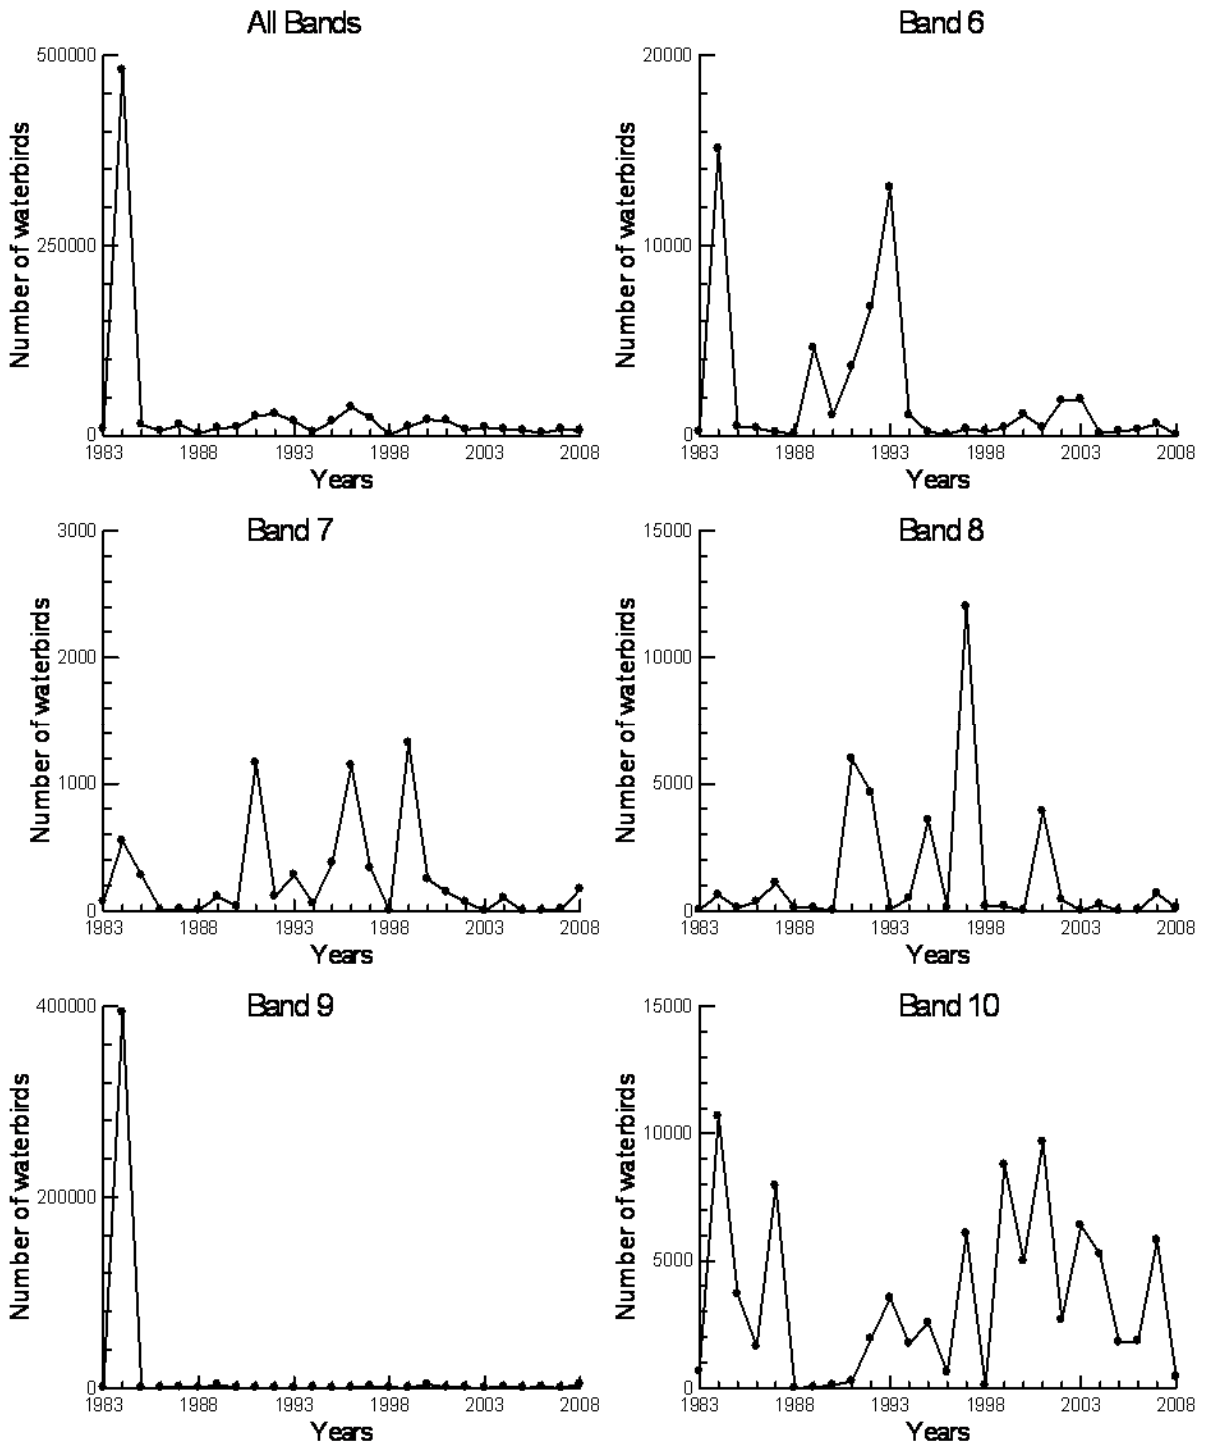 All Bands
500000
250000
0
Number of waterbirds
1983 1988 1993 1998 2003 2008
Years
Band 6
20000
10000
0
Number of waterbirds
1983 1988 1993 1998 2003 2008
Years
Band 7
3000
2000
1000
0
Number of waterbirds
1983 1988 1993 1998 2003 2008
Years
Band 8
15000
10000
5000
0
Number of waterbirds
1983 1988 1993 1998 2003 2008
Years
Band 9
400000
200000
0
Number of waterbirds
1983 1988 1993 1998 2003 2008
Years
Band 10
15000
10000
5000
0
Number of waterbirds
1983 1988 1993 1998 2003 2008
Years